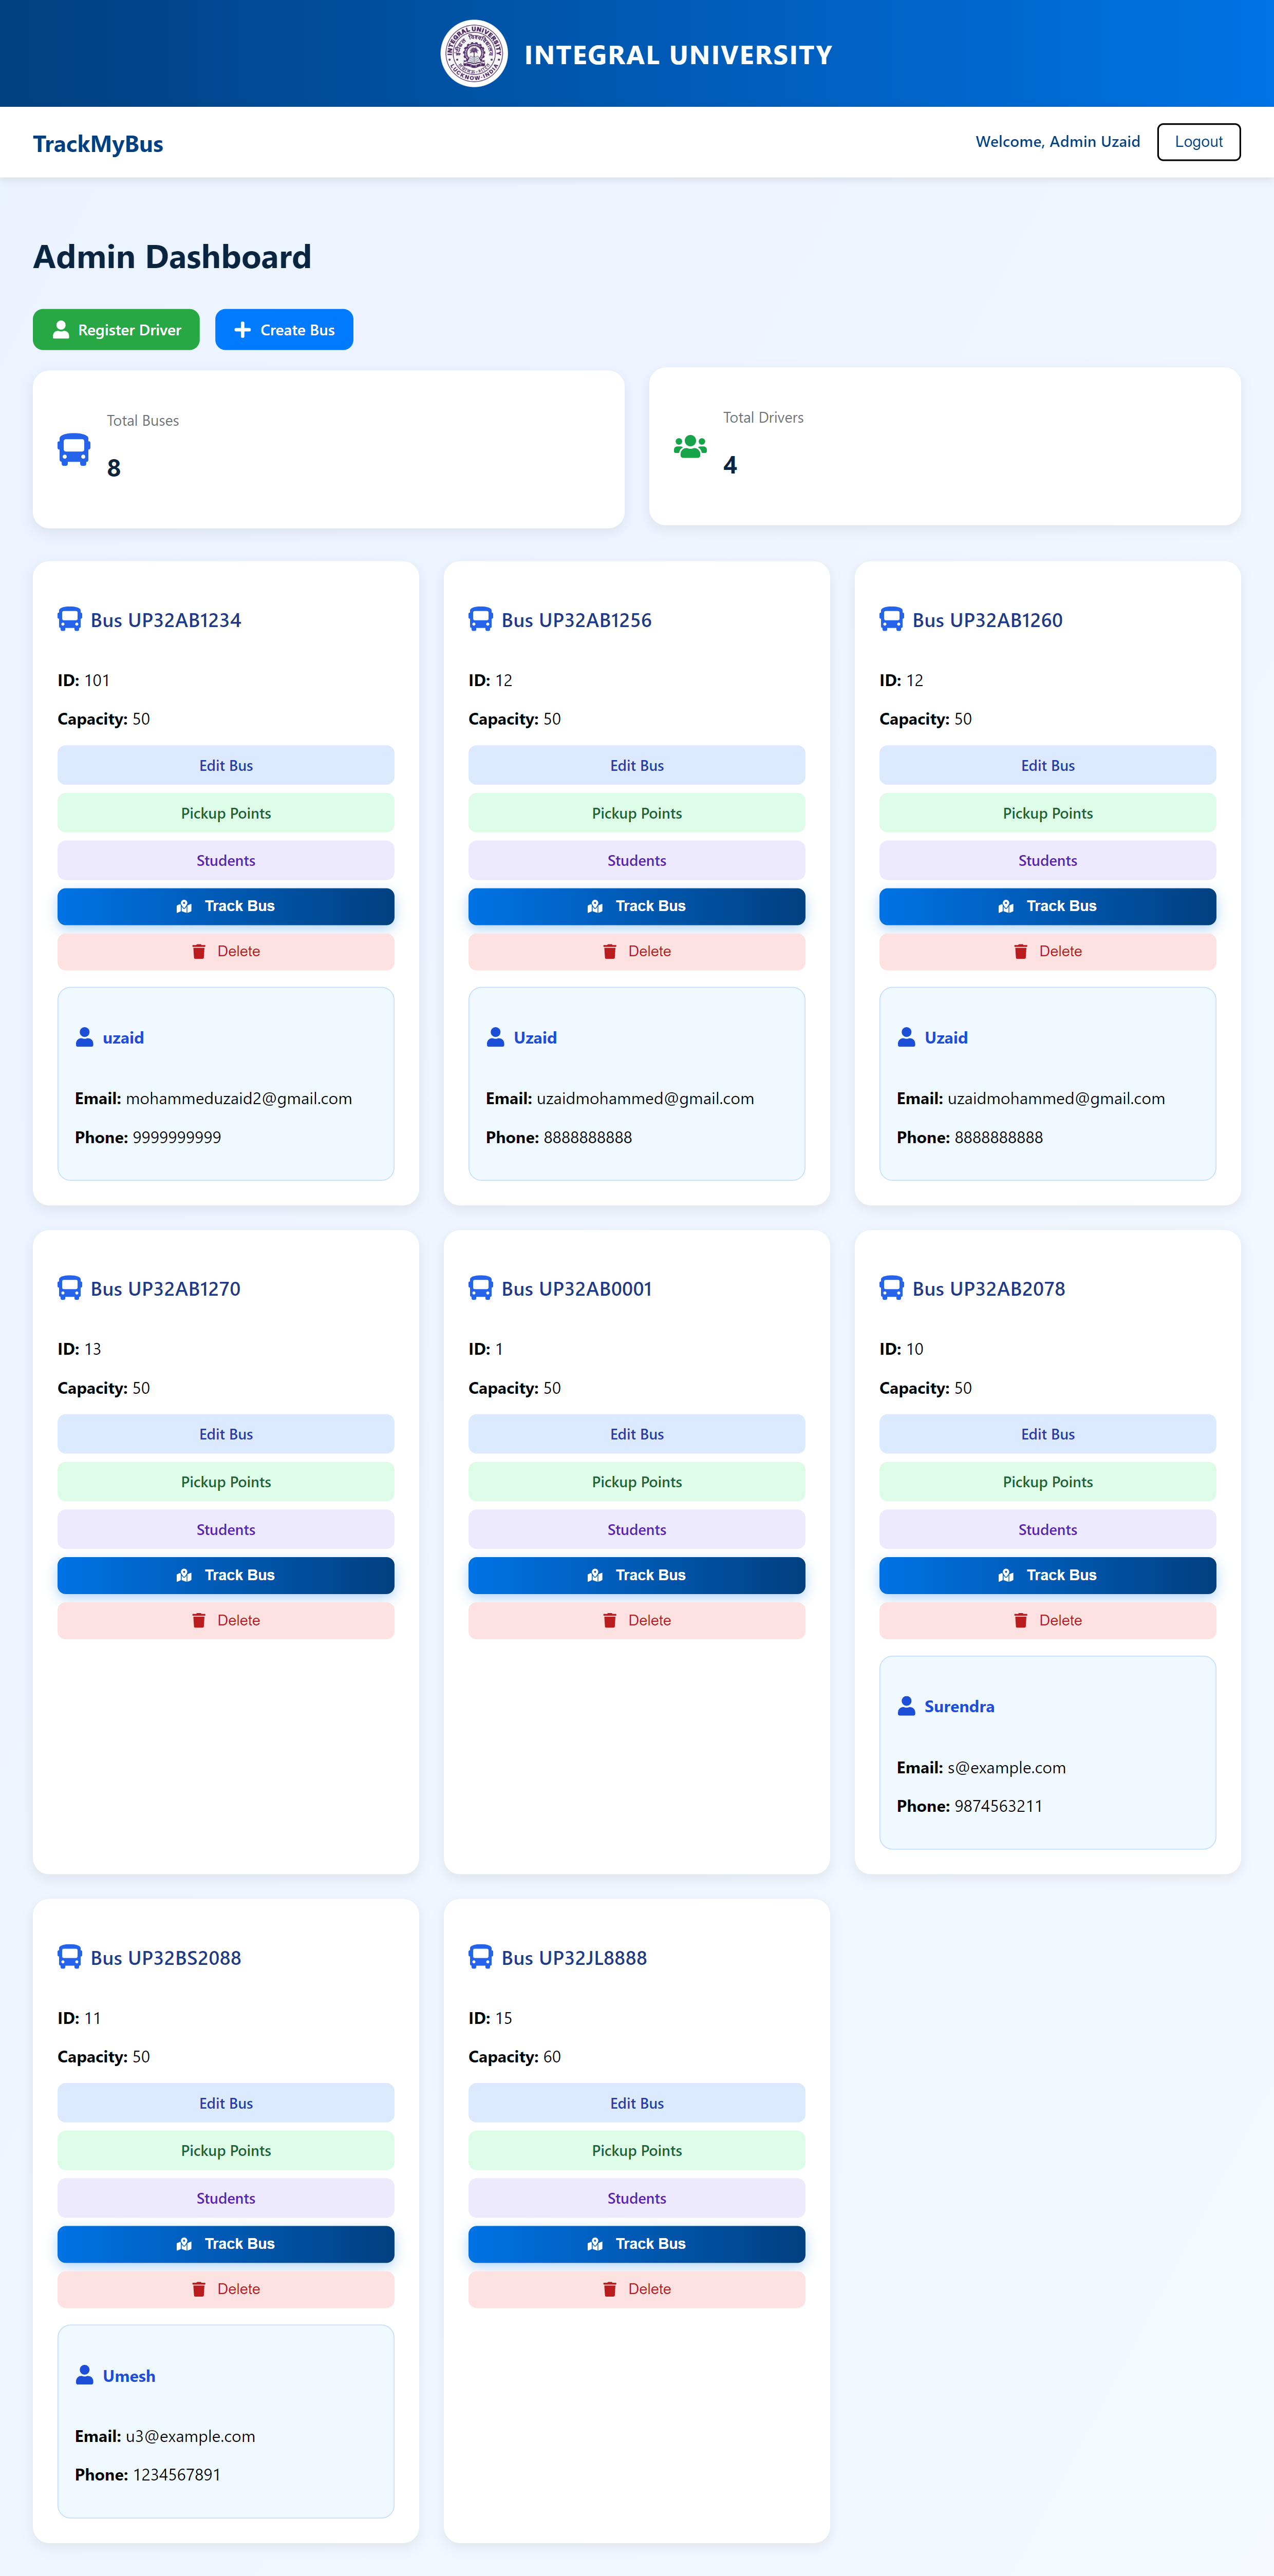 INTEGRAL UNIVERSITY
LUCKNOW-INDIA
INTEGRAL UNIVERSITY
TrackMyBus
Welcome, Admin Uzaid
Logout
Admin Dashboard
Register Driver
Create Bus
Total Buses
8
Total Drivers
4
Bus UP32AB1234
ID: 101
Capacity: 50
Edit Bus
Pickup Points
Students
Track Bus
Delete
uzaid
Email: mohammeduzaid2@gmail.com
Phone: 9999999999
Bus UP32AB1256
ID: 12
Capacity: 50
Edit Bus
Pickup Points
Students
Track Bus
Delete
Uzaid
Email: uzaidmohammed@gmail.com
Phone: 8888888888
Bus UP32AB1260
ID: 12
Capacity: 50
Edit Bus
Pickup Points
Students
Track Bus
Delete
Uzaid
Email: uzaidmohammed@gmail.com
Phone: 8888888888
Bus UP32AB1270
ID: 13
Capacity: 50
Edit Bus
Pickup Points
Students
Track Bus
Delete
Bus UP32AB0001
ID: 1
Capacity: 50
Edit Bus
Pickup Points
Students
Track Bus
Delete
Bus UP32AB2078
ID: 10
Capacity: 50
Edit Bus
Pickup Points
Students
Track Bus
Delete
Surendra
Email: s@example.com
Phone: 9874563211
Bus UP32BS2088
ID: 11
Capacity: 50
Edit Bus
Pickup Points
Students
Track Bus
Delete
Umesh
Email: u3@example.com
Phone: 1234567891
Bus UP32JL8888
ID: 15
Capacity: 60
Edit Bus
Pickup Points
Students
Track Bus
Delete